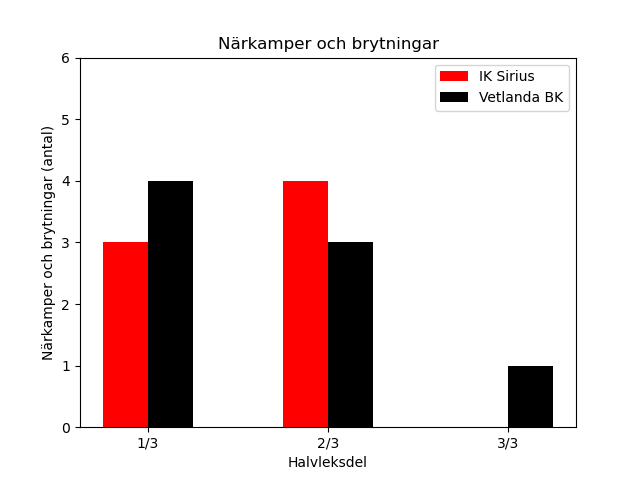 Närkamper och brytningar
IK Sirius
Vetlanda BK
Närkamper och brytningar (antal)
6
5
4
3
2
1
0
1/3
2/3
3/3
Halvleksdel